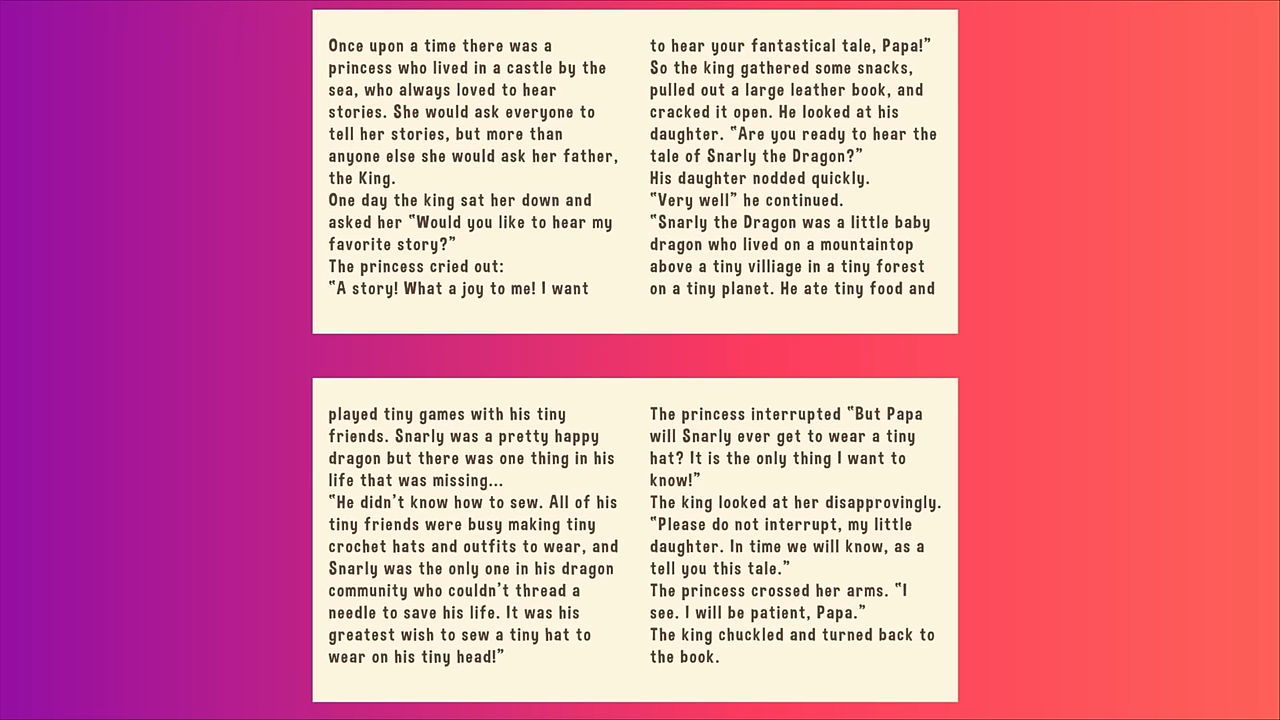 Once upon a time there was a
princess who lived in a castle by the
sea, who always loved to hear
stories. She would ask everyone to
tell her stories, but more than
anyone else she would ask her father,
the King.
One day the king sat her down and
asked her "Would you like to hear my
favorite story?"
The princess cried out:
"A story! What a joy to me! I want
to hear your fantastical tale, Papa!"
So the king gathered some snacks,
pulled out a large leather book, and
cracked it open. He looked at his
daughter. "Are you ready to hear the
tale of Snarly the Dragon?"
His daughter nodded quickly.
"Very well" he continued.
"Snarly the Dragon was a little baby
dragon who lived on a mountaintop
above a tiny villiage in a tiny forest
on a tiny planet. He ate tiny food and
played tiny games with his tiny
friends. Snarly was a pretty happy
dragon but there was one thing in his
life that was missing...
"He didn't know how to sew. All of his
tiny friends were busy making tiny
crochet hats and outfits to wear, and
Snarly was the only one in his dragon
community who couldn't thread a
needle to save his life. It was his
greatest wish to sew a tiny hat to
wear on his tiny head!"
The princess interrupted "But Papa
will Snarly ever get to wear a tiny
hat? It is the only thing I want to
know!"
The king looked at her disapprovingly.
"Please do not interrupt, my little
daughter. In time we will know, as a
tell you this tale."
The princess crossed her arms. "I
see. I will be patient, Papa."
The king chuckled and turned back to
the book.